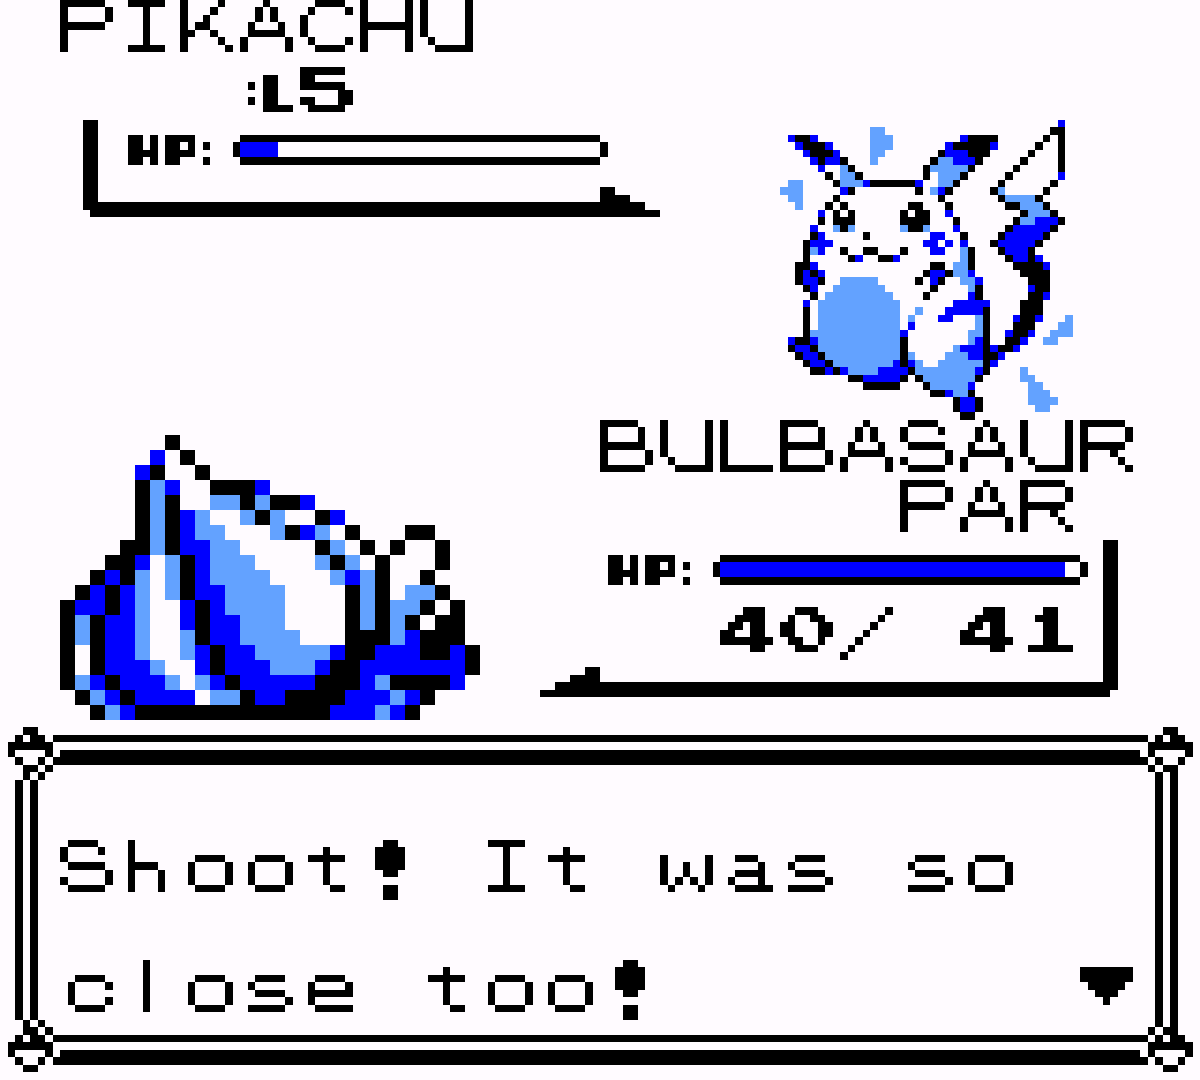 PIKACHU
:L5
HP:
BULBASAUR
PAR
HP:
40/ 41
Shoot! It was so
close too!